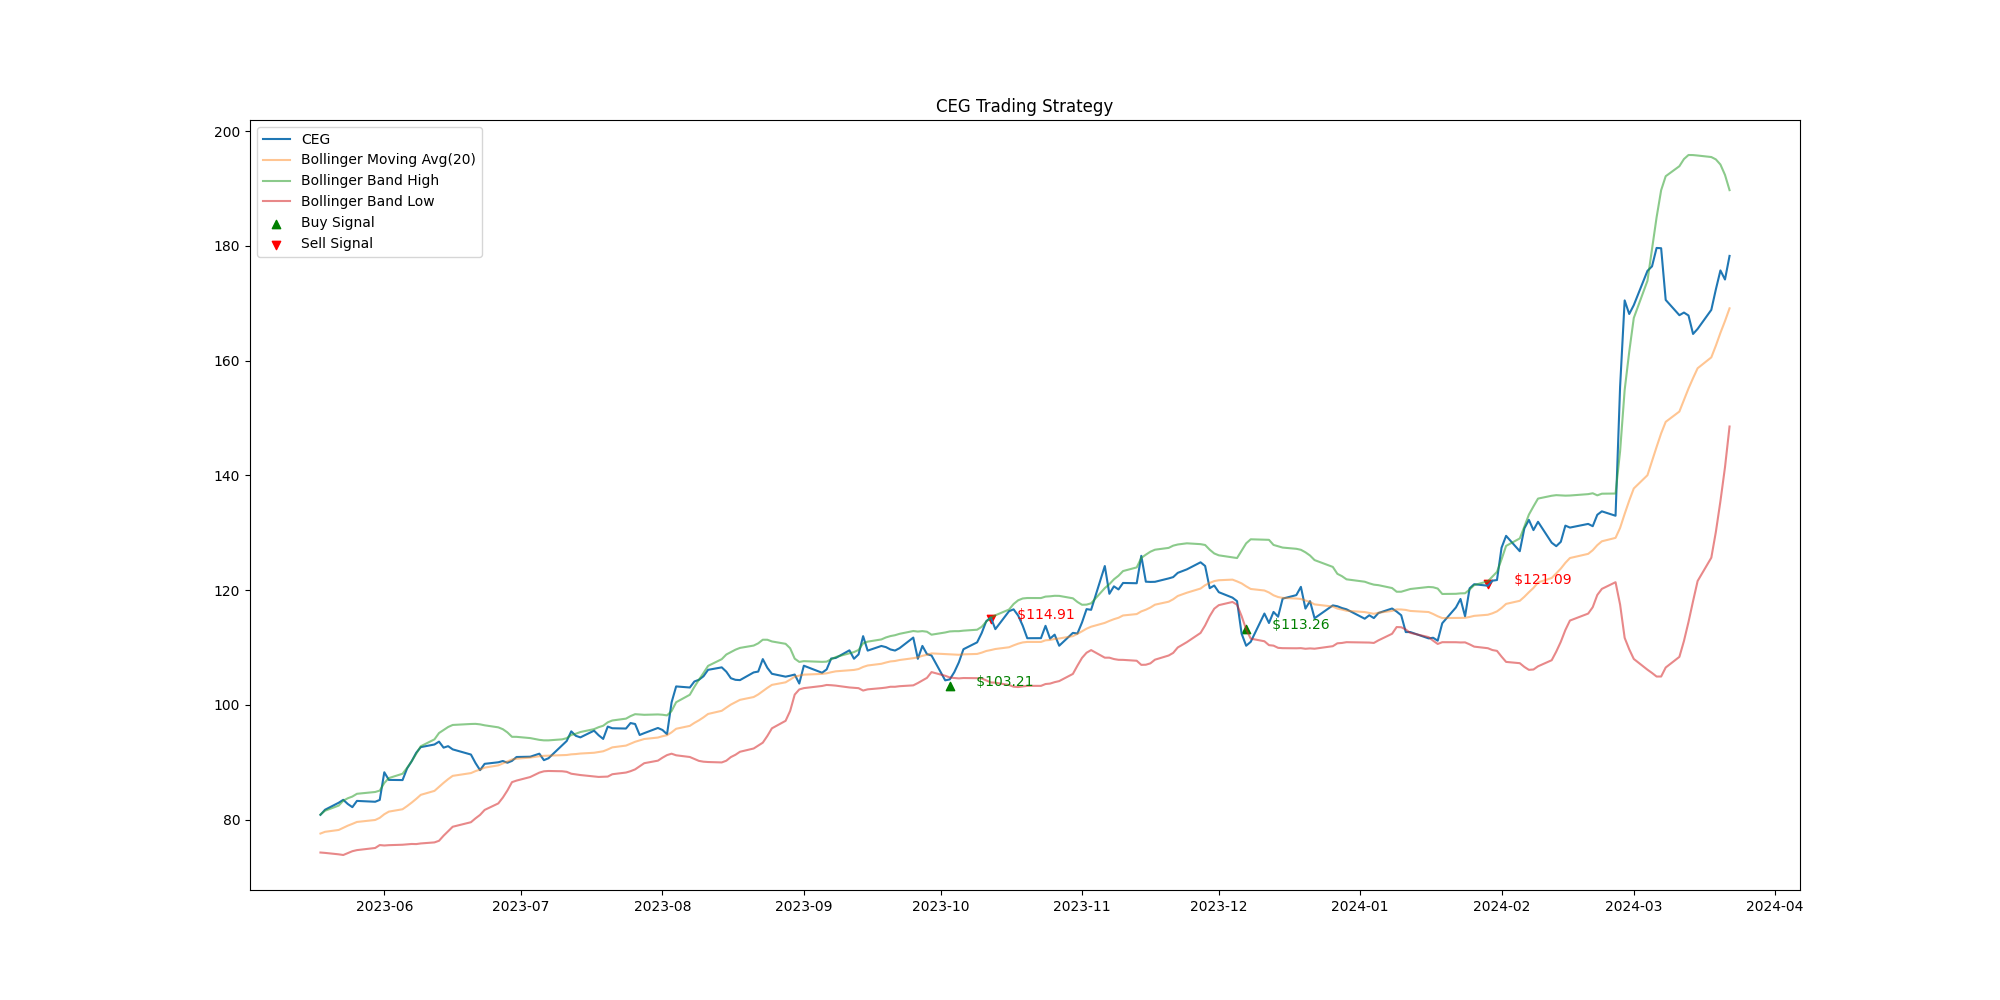 CEG Trading Strategy
200
180
160
140
120
100
80
CEG
Bollinger Moving Avg(20)
Bollinger Band High
Bollinger Band Low
Buy Signal
Sell Signal
$103.21
$114.91
$113.26
$121.09
2023-06 2023-07 2023-08 2023-09 2023-10 2023-11 2023-12 2024-01 2024-02 2024-03 2024-04